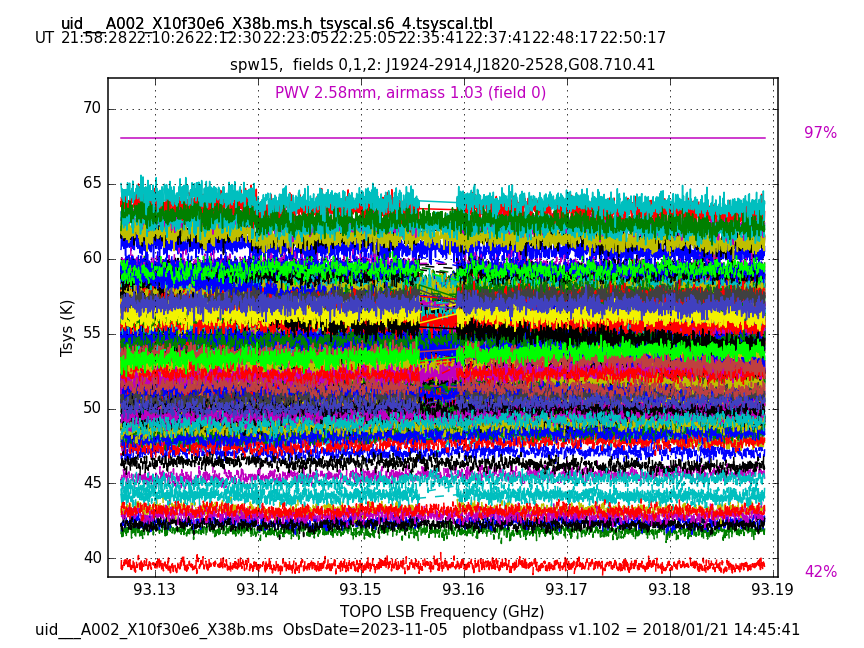 uid___A002_X10f30e6_X38b.ms.h_tsyscal.s6_4.tsyscal.tbl
UT 21:58:28 22:10:26 22:12:30 22:23:05 22:25:05 22:35:41 22:37:41 22:48:17 22:50:17
spw15,  fields 0,1,2: J1924-2914,J1820-2528,G08.710.41
PWV 2.58mm, airmass 1.03 (field 0)
97%
70
65
60
55
50
45
40
Tsys (K)
42%
93.13 93.14 93.15 93.16 93.17 93.18 93.19
TOPO LSB Frequency (GHz)
uid___A002_X10f30e6_X38b.ms  ObsDate=2023-11-05   plotbandpass v1.102 = 2018/01/21 14:45:41